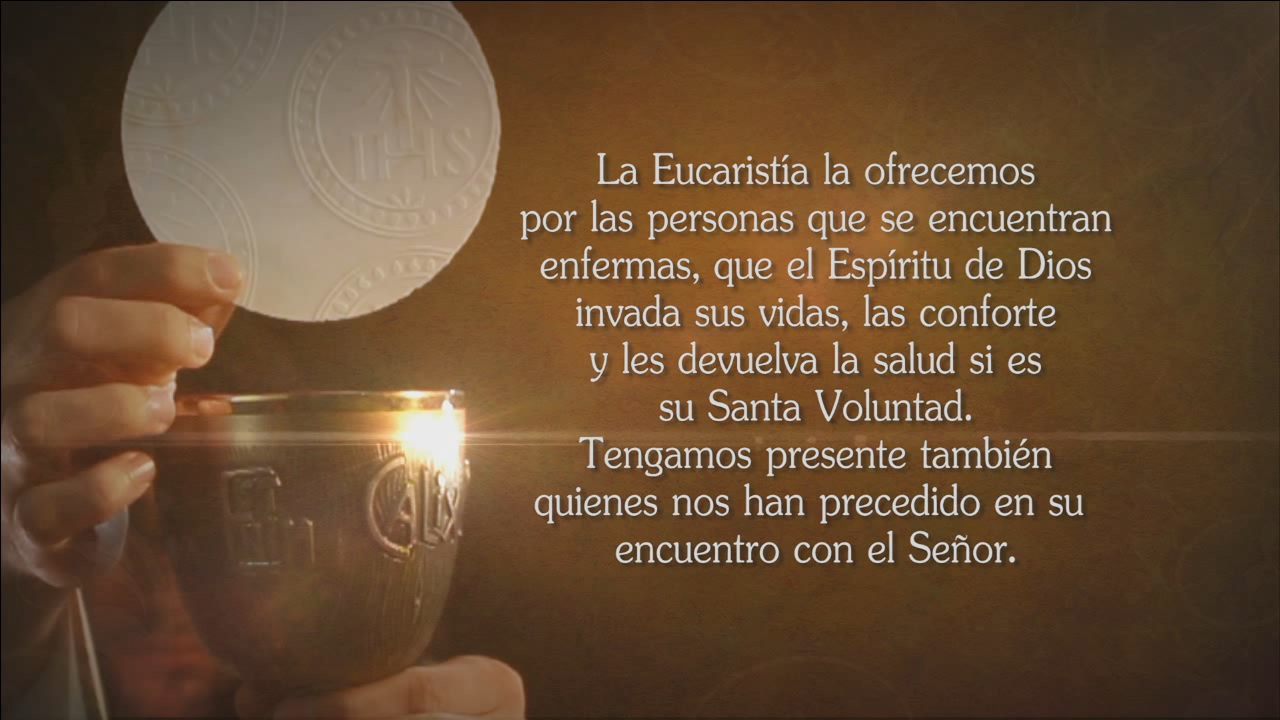 IHS
La Eucaristía la ofrecemos
por las personas que se encuentran
enfermas, que el Espíritu de Dios
invada sus vidas, las conforte
y les devuelva la salud si es
su Santa Voluntad.
Tengamos presente también
quienes nos han precedido en su
encuentro con el Señor.